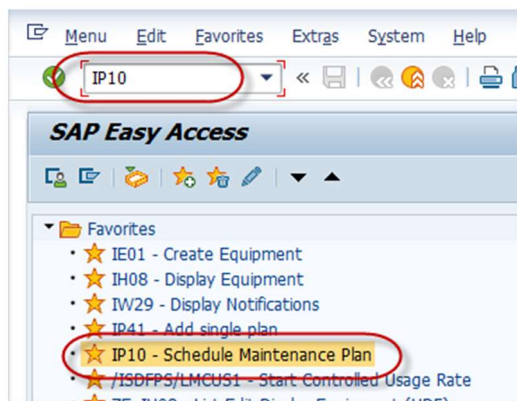 Menu Edit Favorites Extras System Help
IP10
SAP Easy Access
Favorites
IE01 - Create Equipment
IH08 - Display Equipment
IW29 - Display Notifications
IP41 - Add single plan
IP10 - Schedule Maintenance Plan
/ISDFPS/LMCUS1 - Start Controlled Usage Rate